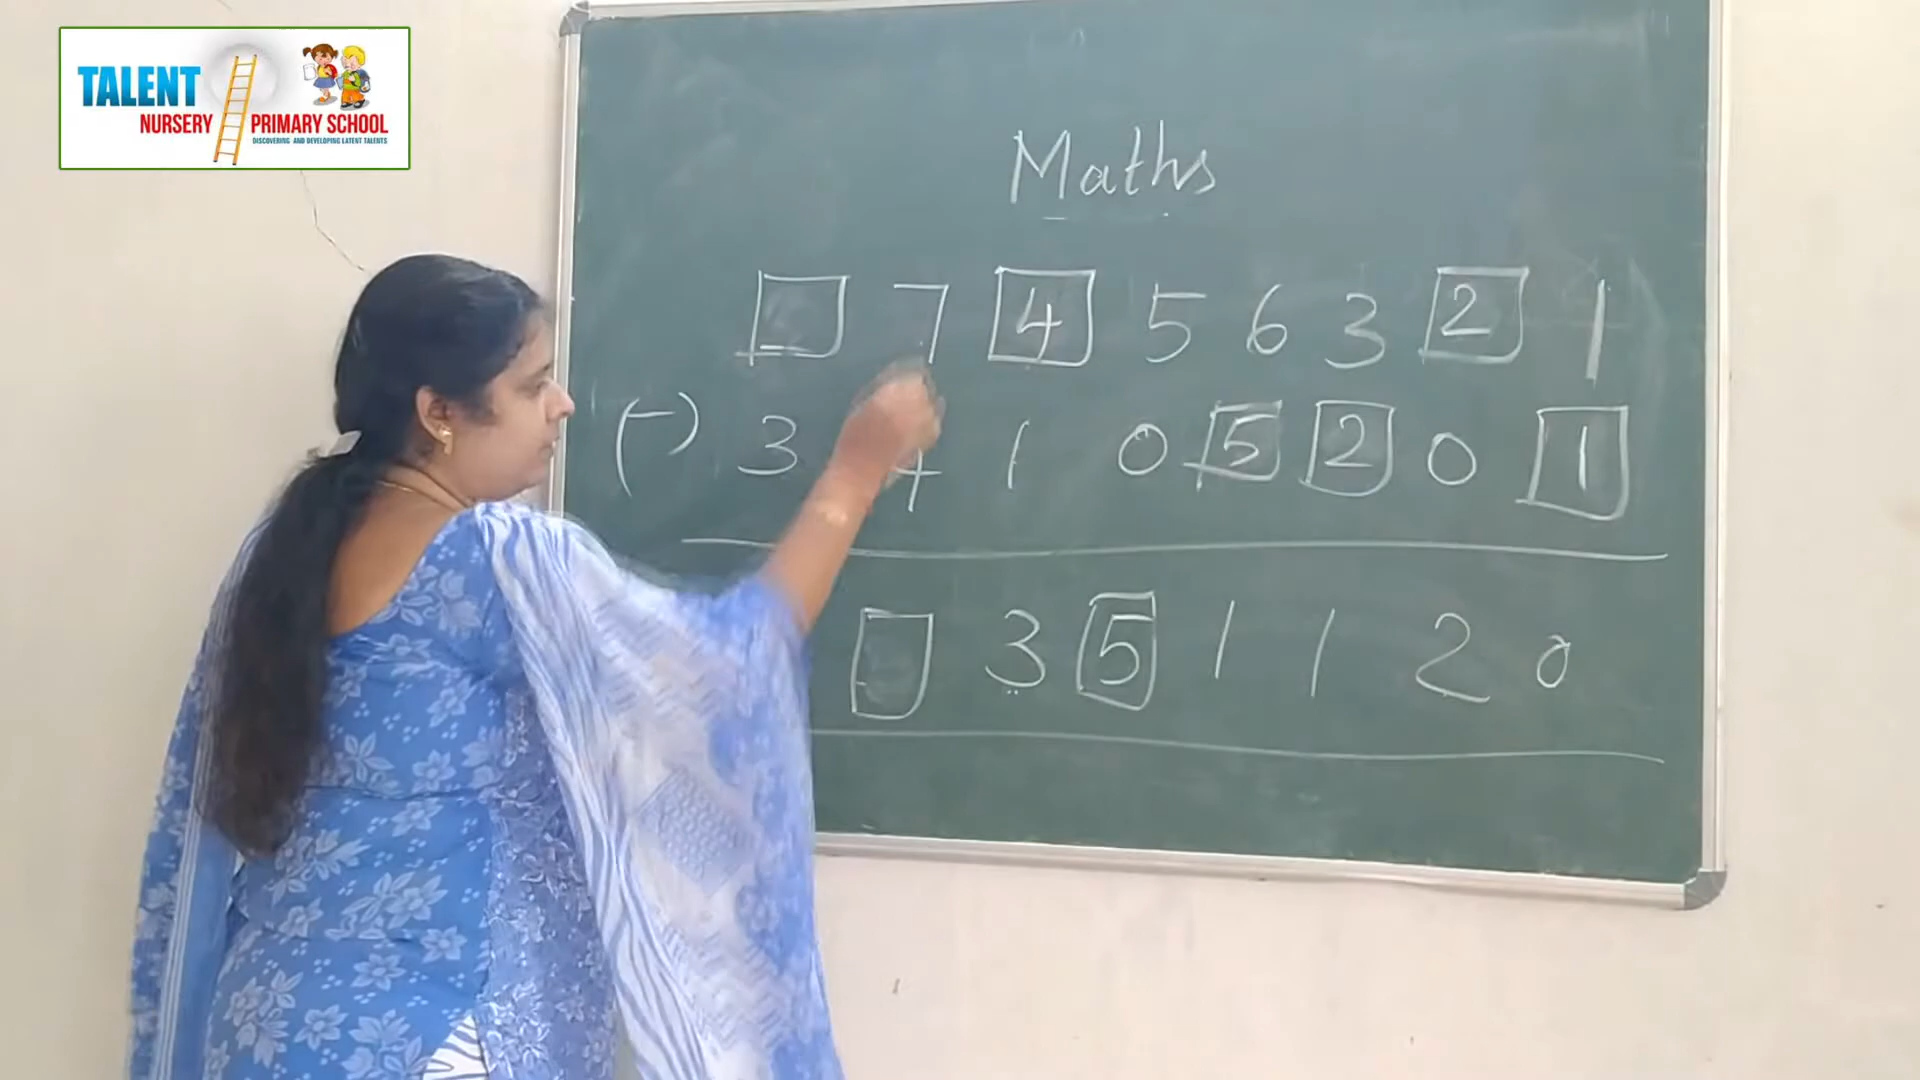 TALENT
NURSERY PRIMARY SCHOOL
DISCOVERING AND DEVELOPING LATENT TALENTS
Maths
7 4 5 6 3 2 1
(-) 3 4 1 0 5 2 0 1
3 5 1 1 2 0